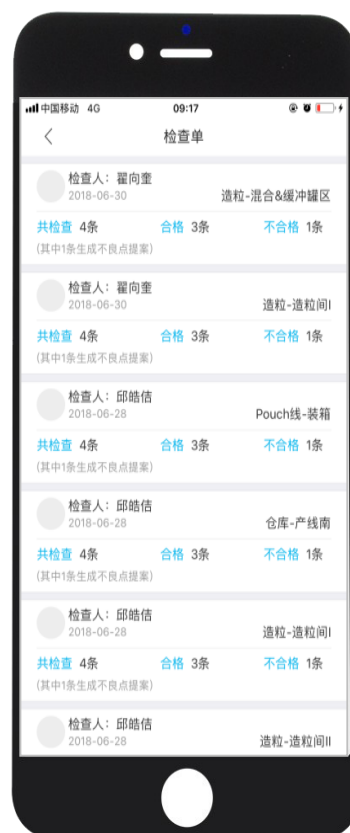 中国移动 4G 09:17
检查单
检查人：翟向奎
2018-06-30 造粒-混合&缓冲罐区
共检查 4条 合格 3条 不合格 1条
(其中1条生成不良点提案)
检查人：翟向奎
2018-06-30 造粒-造粒间I
共检查 4条 合格 3条 不合格 1条
(其中1条生成不良点提案)
检查人：邱皓佶
2018-06-28 Pouch线-装箱
共检查 4条 合格 3条 不合格 1条
(其中1条生成不良点提案)
检查人：邱皓佶
2018-06-28 仓库-产线南
共检查 4条 合格 3条 不合格 1条
(其中1条生成不良点提案)
检查人：邱皓佶
2018-06-28 造粒-造粒间I
共检查 4条 合格 3条 不合格 1条
(其中1条生成不良点提案)
检查人：邱皓佶
2018-06-28 造粒-造粒间II